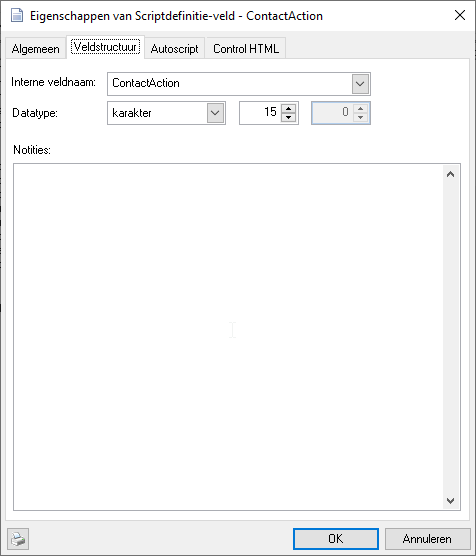 Eigenschappen van Scriptdefinitie-veld - ContactAction
Algemeen Veldstructuur Autoscript Control HTML
Interne veldnaam: ContactAction
Datatype: karakter 15 0
Notities:
OK Annuleren